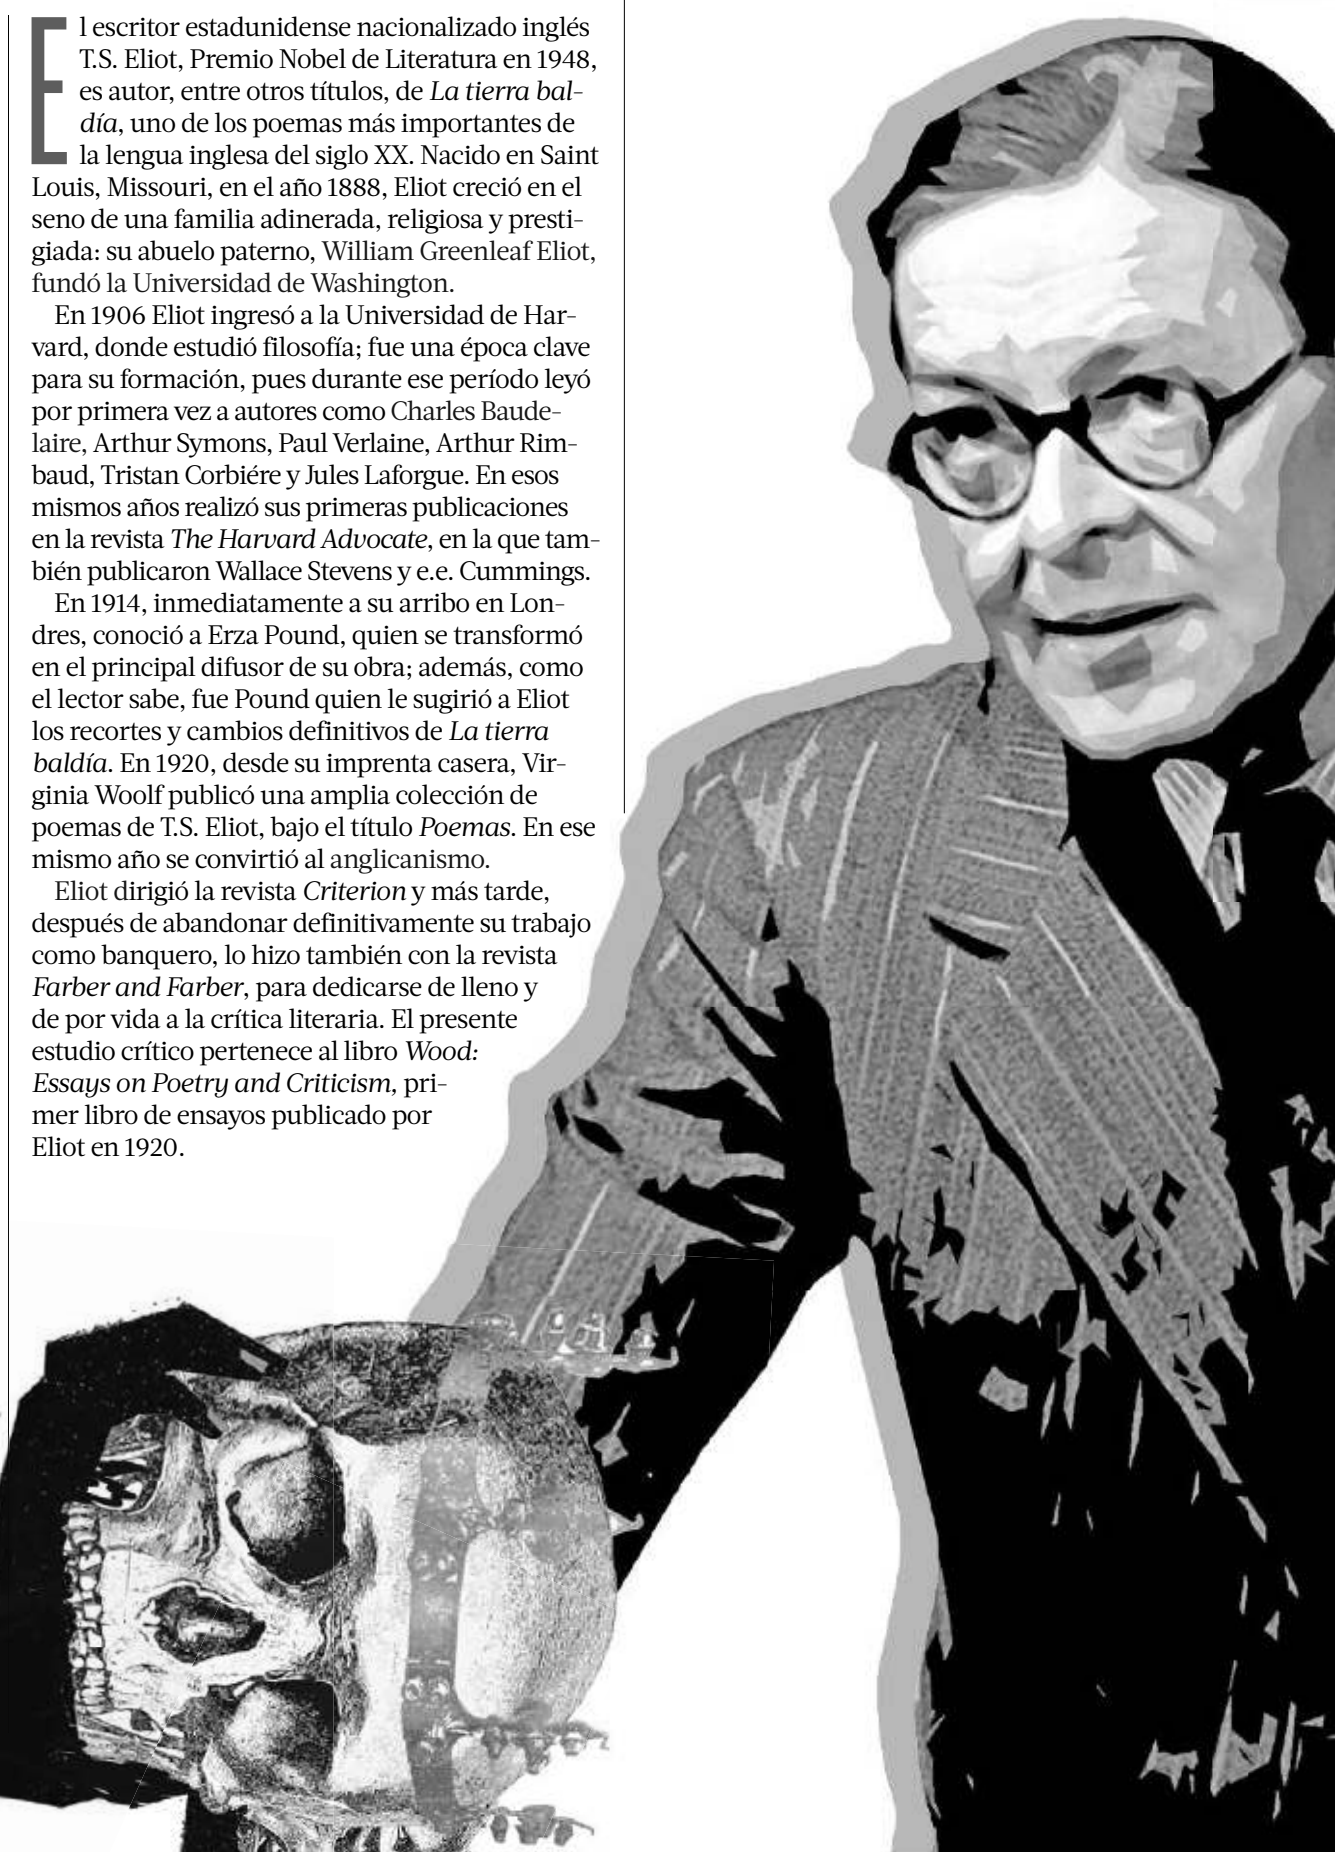 El escritor estadunidense nacionalizado inglés
T.S. Eliot, Premio Nobel de Literatura en 1948,
es autor, entre otros títulos, de La tierra bal-
día, uno de los poemas más importantes de
la lengua inglesa del siglo XX. Nacido en Saint
Louis, Missouri, en el año 1888, Eliot creció en el
seno de una familia adinerada, religiosa y presti-
giada: su abuelo paterno, William Greenleaf Eliot,
fundó la Universidad de Washington.
En 1906 Eliot ingresó a la Universidad de Har-
vard, donde estudió filosofía; fue una época clave
para su formación, pues durante ese período leyó
por primera vez a autores como Charles Baude-
laire, Arthur Symons, Paul Verlaine, Arthur Rim-
baud, Tristan Corbiére y Jules Laforgue. En esos
mismos años realizó sus primeras publicaciones
en la revista The Harvard Advocate, en la que tam-
bién publicaron Wallace Stevens y e.e. Cummings.
En 1914, inmediatamente a su arribo en Lon-
dres, conoció a Erza Pound, quien se transformó
en el principal difusor de su obra; además, como
el lector sabe, fue Pound quien le sugirió a Eliot
los recortes y cambios definitivos de La tierra
baldía. En 1920, desde su imprenta casera, Vir-
ginia Woolf publicó una amplia colección de
poemas de T.S. Eliot, bajo el título Poemas. En ese
mismo año se convirtió al anglicanismo.
Eliot dirigió la revista Criterion y más tarde,
después de abandonar definitivamente su trabajo
como banquero, lo hizo también con la revista
Farber and Farber, para dedicarse de lleno y
de por vida a la crítica literaria. El presente
estudio crítico pertenece al libro Wood:
Essays on Poetry and Criticism, pri-
mer libro de ensayos publicado por
Eliot en 1920.